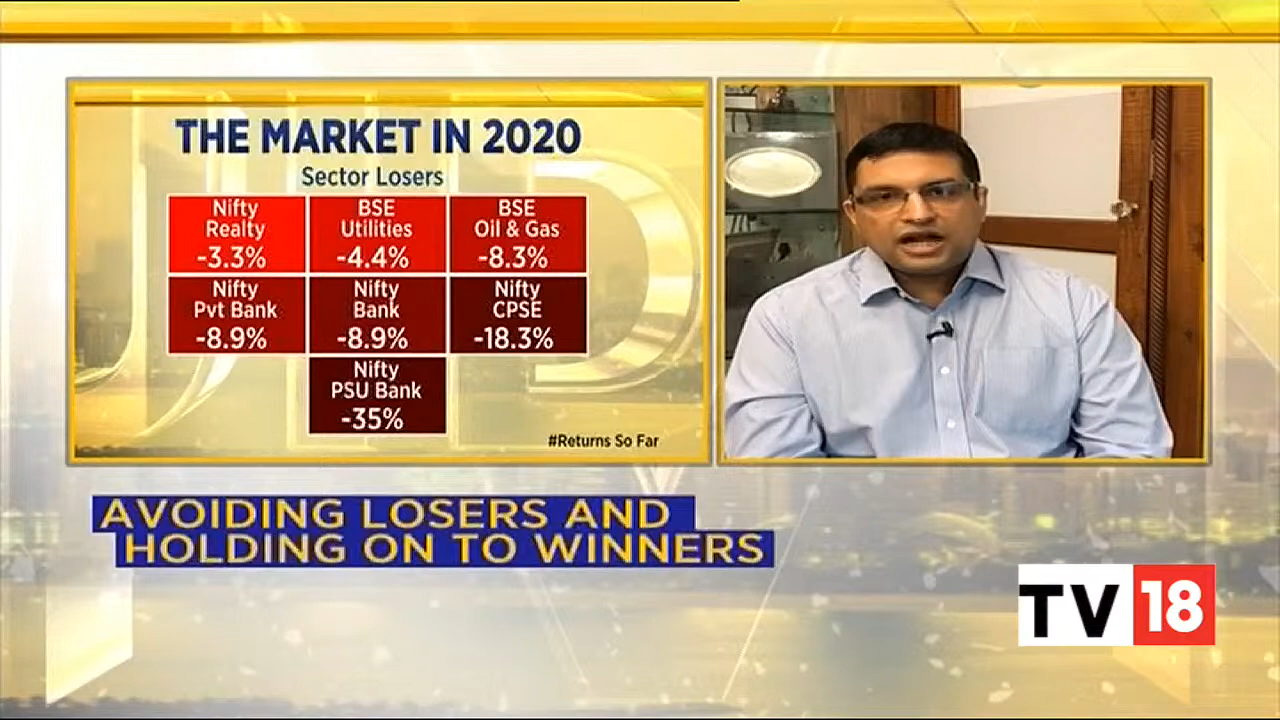 THE MARKET IN 2020
Sector Losers
Nifty
Realty
-3.3%
BSE
Utilities
-4.4%
BSE
Oil & Gas
-8.3%
Nifty
Pvt Bank
-8.9%
Nifty
Bank
-8.9%
Nifty
CPSE
-18.3%
Nifty
PSU Bank
-35%
#Returns So Far
AVOIDING LOSERS AND
HOLDING ON TO WINNERS
TV18